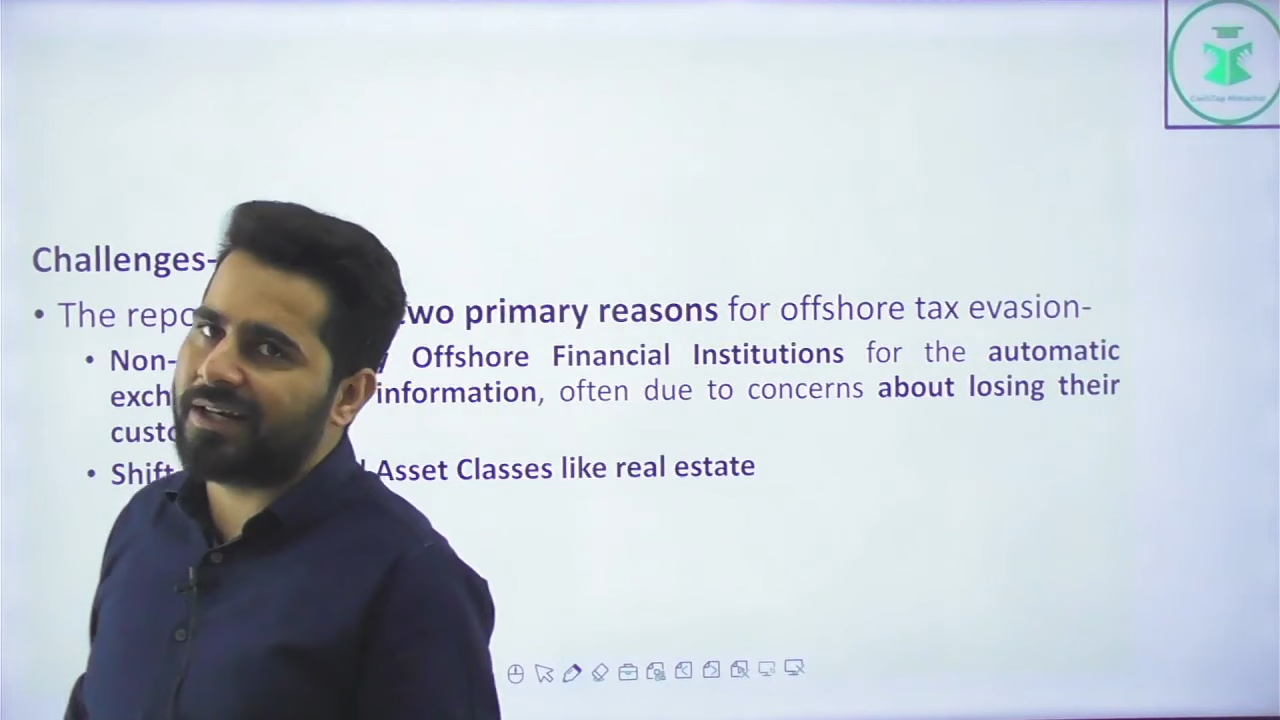 Challenges-
• The repo two primary reasons for offshore tax evasion-
• Non- Offshore Financial Institutions for the automatic
exch information, often due to concerns about losing their
custo
• Shift Asset Classes like real estate